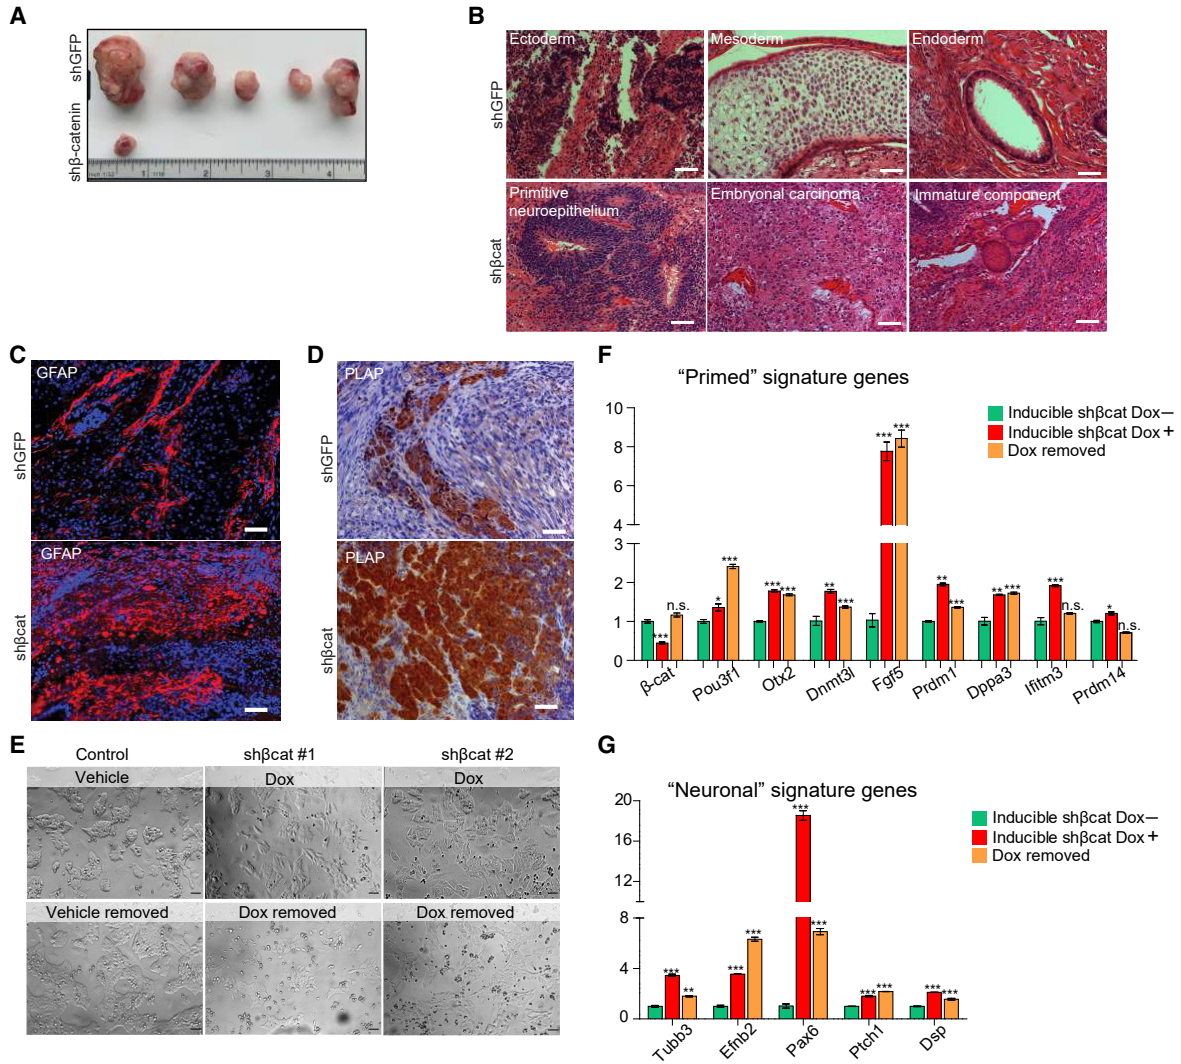 A
shGFP
shβ-catenin
1
2
3
4
B
shGFP
shβcat
Ectoderm
Mesoderm
Endoderm
Primitive
neuroepithelium
Embryonal carcinoma
Immature component
C
shGFP
shβcat
GFAP
GFAP
D
shGFP
shβcat
PLAP
PLAP
E
Control
shβcat #1
shβcat #2
Vehicle
Dox
Dox
Vehicle removed
Dox removed
Dox removed
F
“Primed” signature genes
Inducible shβcat Dox–
Inducible shβcat Dox +
Dox removed
10
8
6
4
3
2
1
0
n.s.
***
*
***
***
***
**
***
***
***
**
***
**
***
***
n.s.
*
n.s.
β-cat
Pou3f1
Otx2
Dnmt3l
Fgf5
Prdm1
Dppa3
Ifitm3
Prdm14
G
“Neuronal” signature genes
Inducible shβcat Dox–
Inducible shβcat Dox +
Dox removed
20
16
12
8
4
0
***
**
***
***
***
***
***
***
***
***
Tubb3
Efnb2
Pax6
Ptch1
Dsp